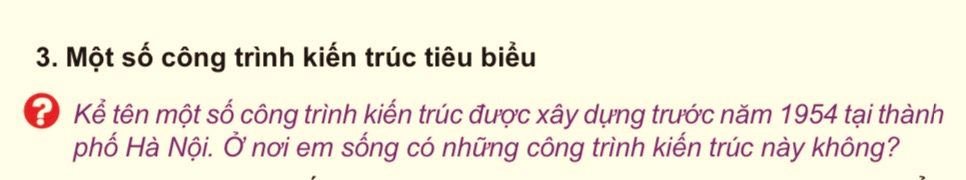 3. Một số công trình kiến trúc tiêu biểu
? Kể tên một số công trình kiến trúc được xây dựng trước năm 1954 tại thành
phố Hà Nội. Ở nơi em sống có những công trình kiến trúc này không?